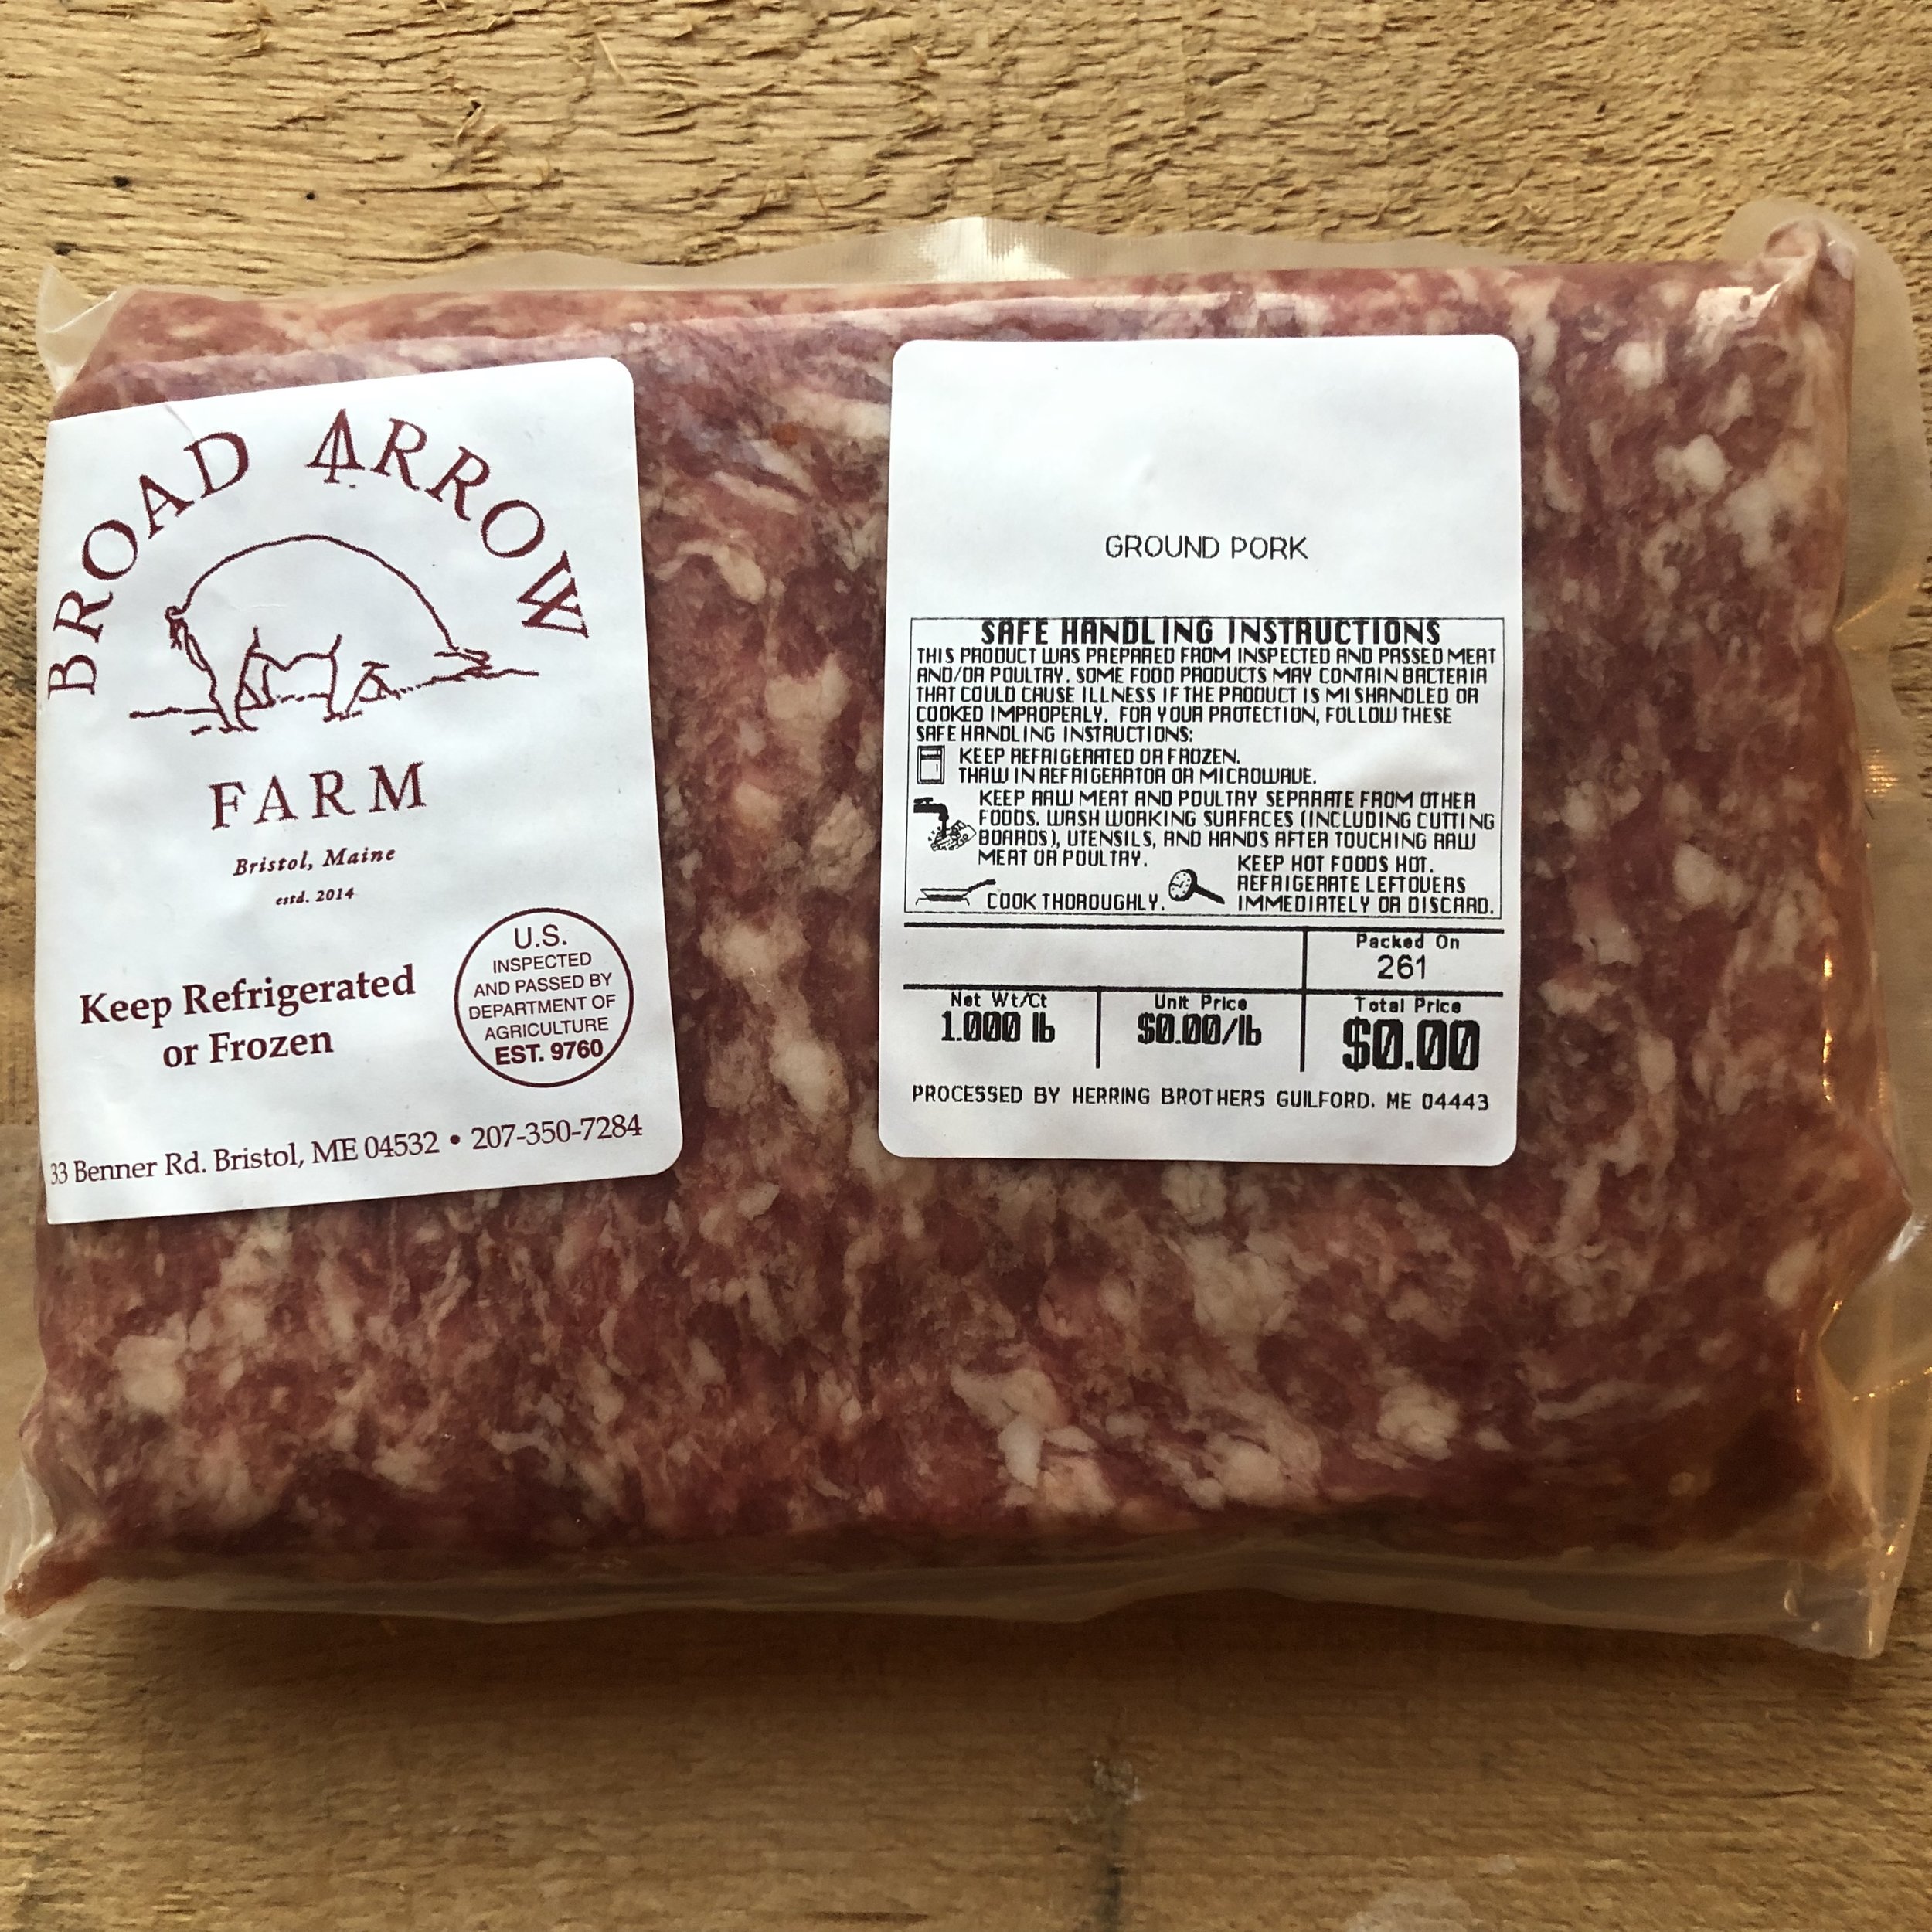 BROAD ARROW
FARM
Bristol, Maine
estd. 2014
Keep Refrigerated
or Frozen
U.S.
INSPECTED
AND PASSED BY
DEPARTMENT OF
AGRICULTURE
EST. 9760
33 Benner Rd. Bristol, ME 04532 • 207-350-7284
GROUND PORK
SAFE HANDLING INSTRUCTIONS
THIS PRODUCT WAS PREPARED FROM INSPECTED AND PASSED MEAT
AND/OR POULTRY. SOME FOOD PRODUCTS MAY CONTAIN BACTERIA
THAT COULD CAUSE ILLNESS IF THE PRODUCT IS MISHANDLED OR
COOKED IMPROPERLY. FOR YOUR PROTECTION, FOLLOW THESE
SAFE HANDLING INSTRUCTIONS:
KEEP REFRIGERATED OR FROZEN.
THAW IN REFRIGERATOR OR MICROWAVE.
KEEP RAW MEAT AND POULTRY SEPARATE FROM OTHER
FOODS. WASH WORKING SURFACES (INCLUDING CUTTING
BOARDS), UTENSILS, AND HANDS AFTER TOUCHING RAW
MEAT OR POULTRY.
COOK THOROUGHLY.
KEEP HOT FOODS HOT.
REFRIGERATE LEFTOVERS
IMMEDIATELY OR DISCARD.
Packed On
261
Net Wt/Ct
1.000 lb
Unit Price
$0.00/lb
Total Price
$0.00
PROCESSED BY HERRING BROTHERS GUILFORD, ME 04443